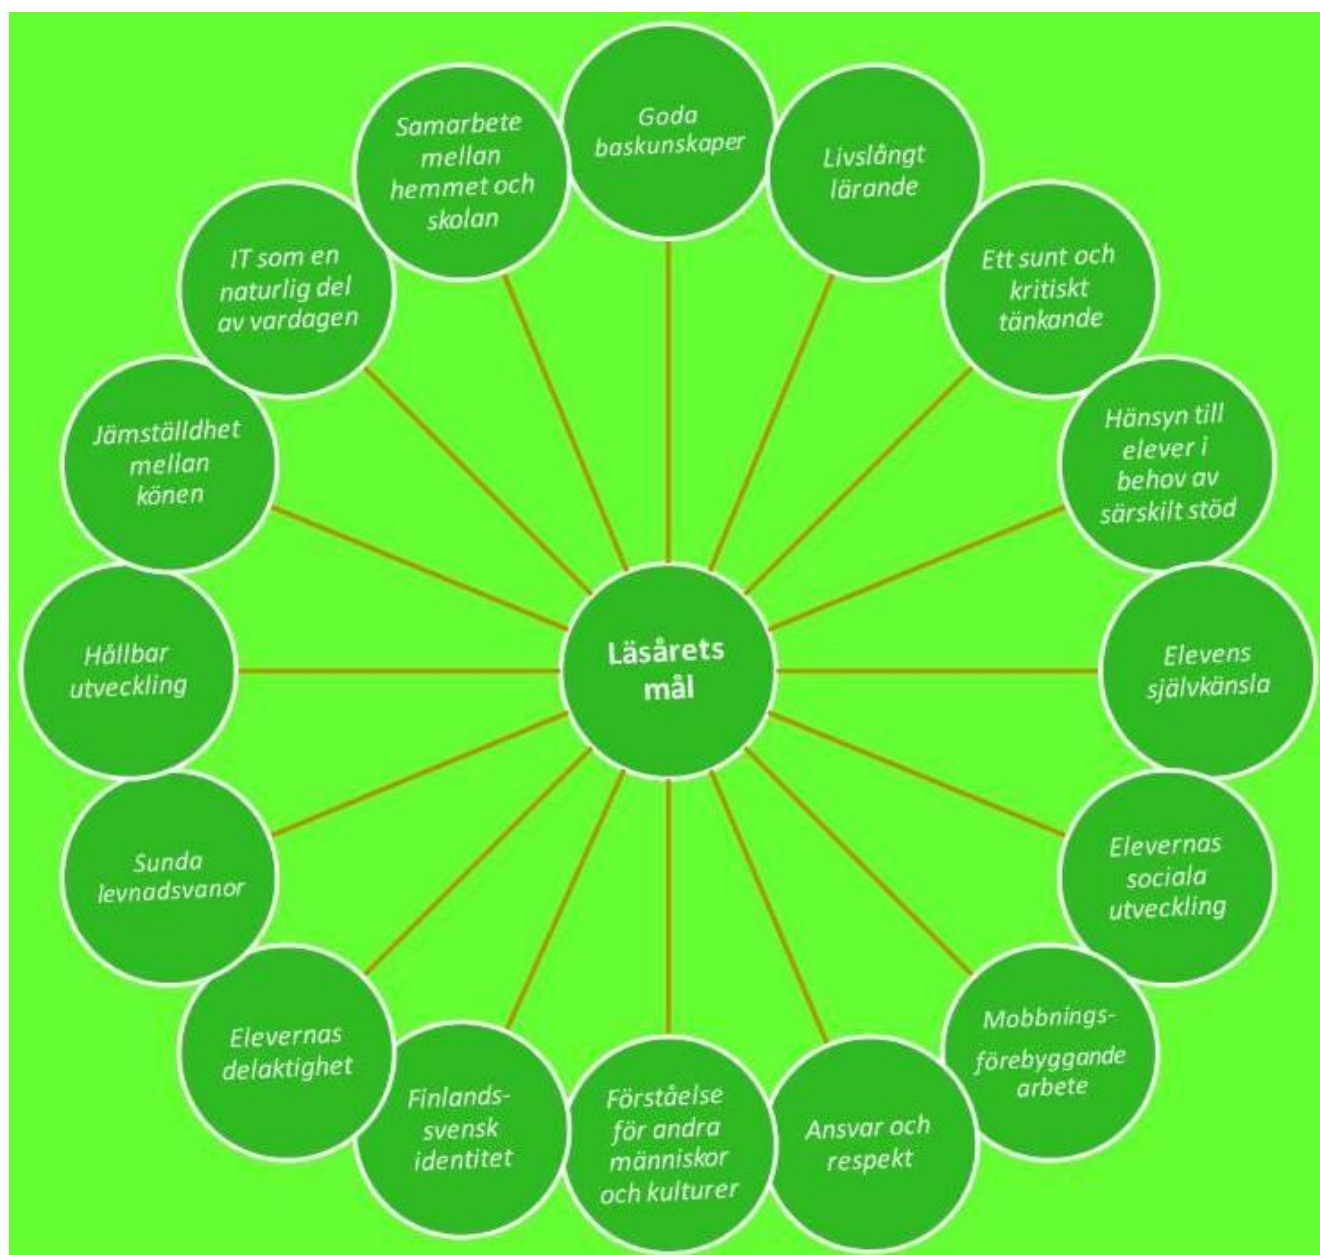 Goda
baskunskaper
Livslångt
lärande
Ett sunt och
kritiskt
tänkande
Hänsyn till
elever i
behov av
särskilt stöd
Elevens
självkänsla
Elevernas
sociala
utveckling
Mobbnings-
förebyggande
arbete
Ansvar och
respekt
Förståelse
för andra
människor
och kulturer
Finlands-
svensk
identitet
Elevernas
delaktighet
Sunda
levnadsvanor
Hållbar
utveckling
Jämställdhet
mellan
könen
IT som en
naturlig del
av vardagen
Samarbete
mellan
hemmet och
skolan
Läsårets
mål